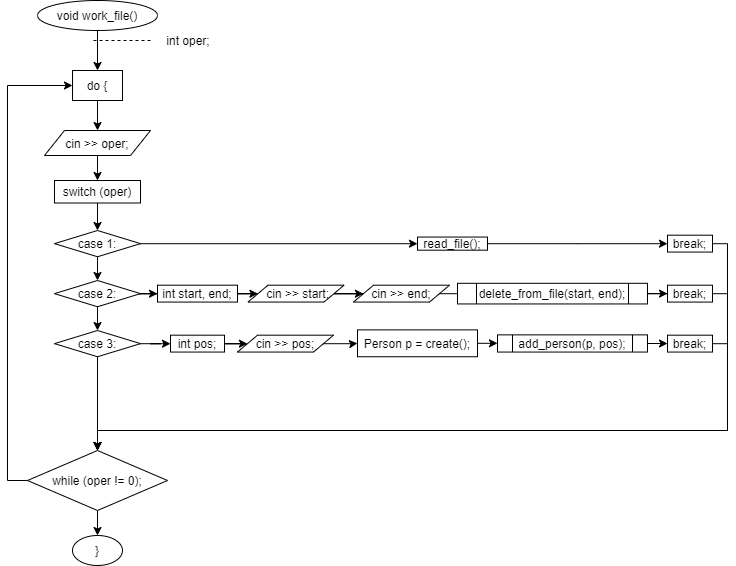 void work_file()
int oper;
do {
cin >> oper;
switch (oper)
case 1:
read_file();
break;
case 2:
int start, end;
cin >> start;
cin >> end;
delete_from_file(start, end);
break;
case 3:
int pos;
cin >> pos;
Person p = create();
add_person(p, pos);
break;
while (oper != 0);
}